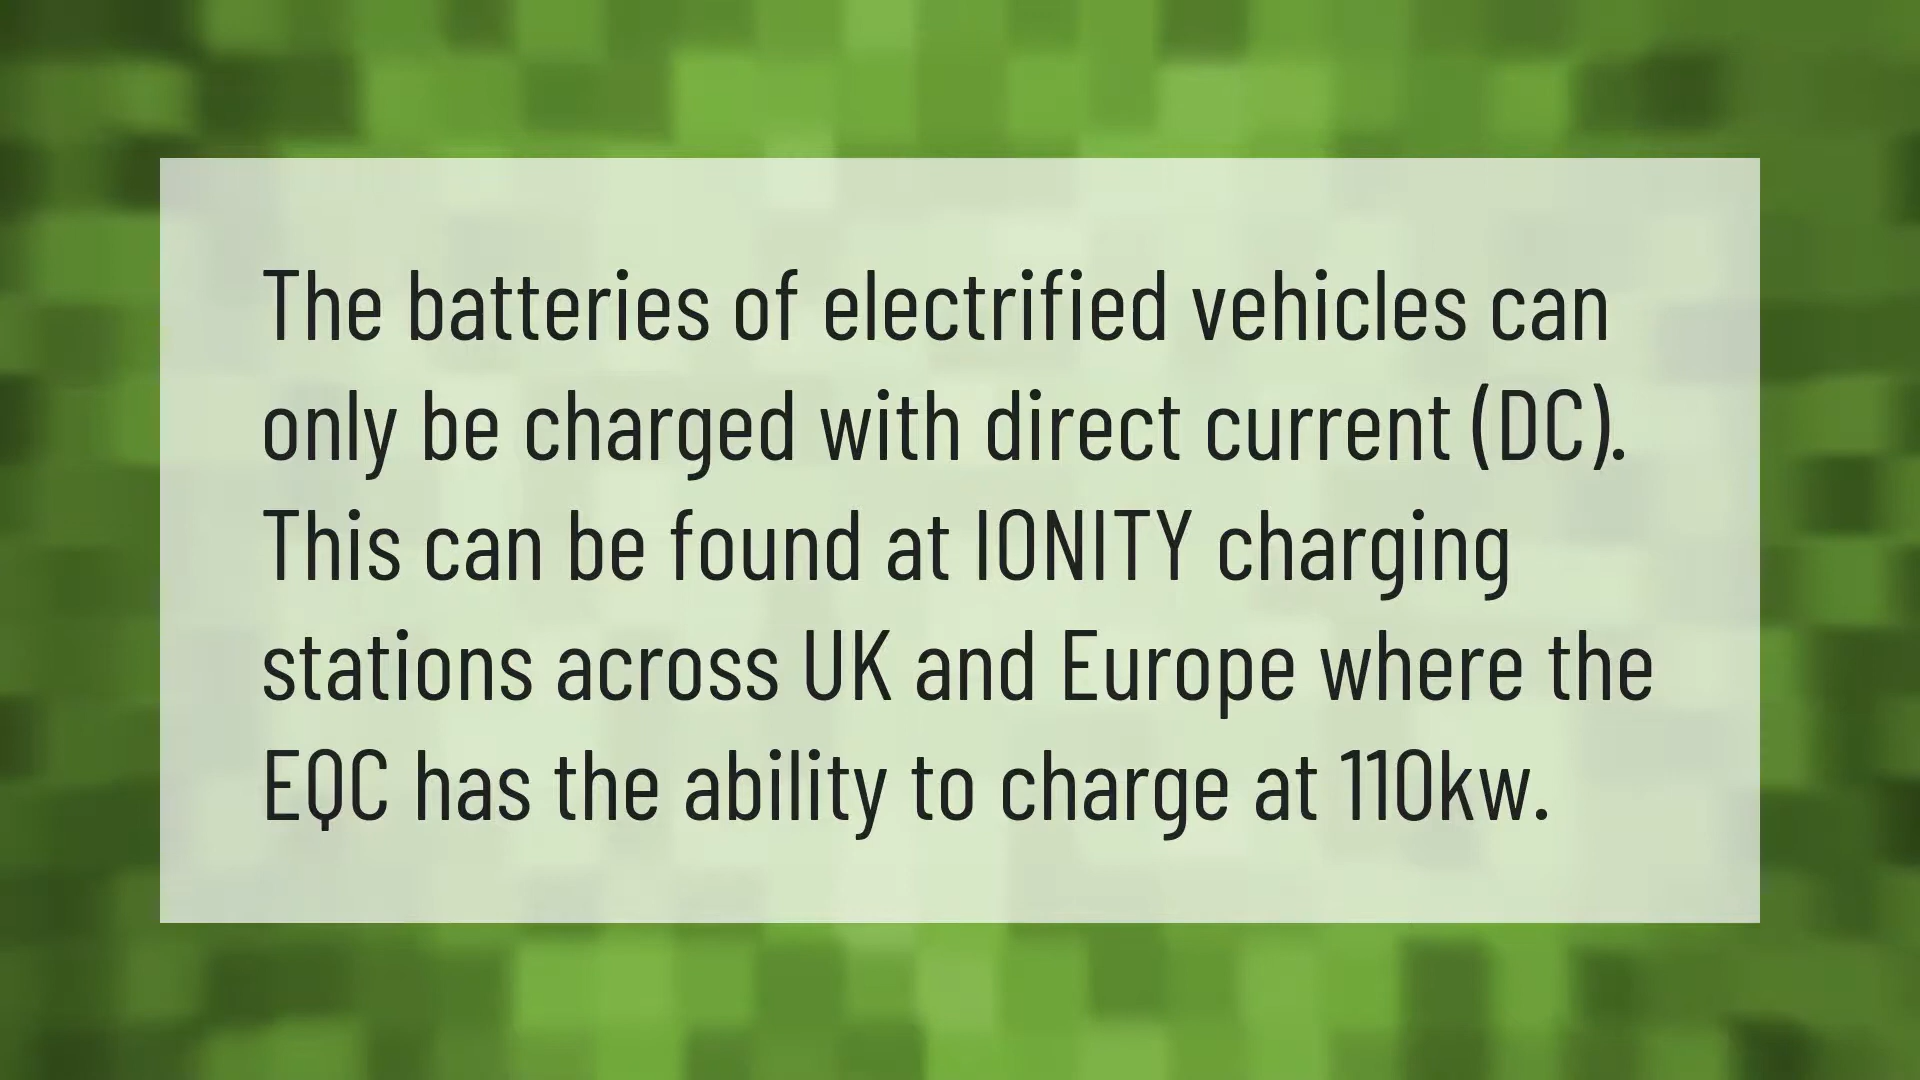 The batteries of electrified vehicles can
only be charged with direct current (DC).
This can be found at IONITY charging
stations across UK and Europe where the
EQC has the ability to charge at 110kw.